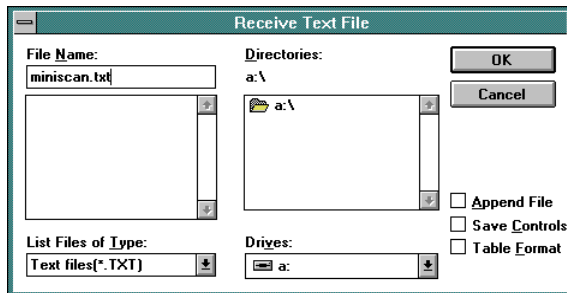 Receive Text File
File Name:
miniscan.txt
Directories:
a:\
a:\
OK
Cancel
Append File
Save Controls
Table Format
List Files of Type:
Text files(*.TXT)
Drives:
a: